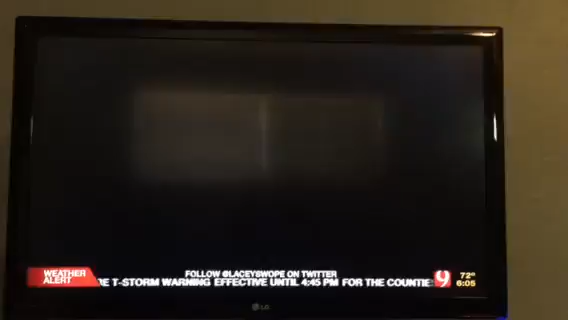 WEATHER
ALERT
FOLLOW @LACEYSWOPE ON TWITTER
T-STORM WARNING EFFECTIVE UNTIL 4:45 PM FOR THE COUNTIE
9
72°
6:05
LG